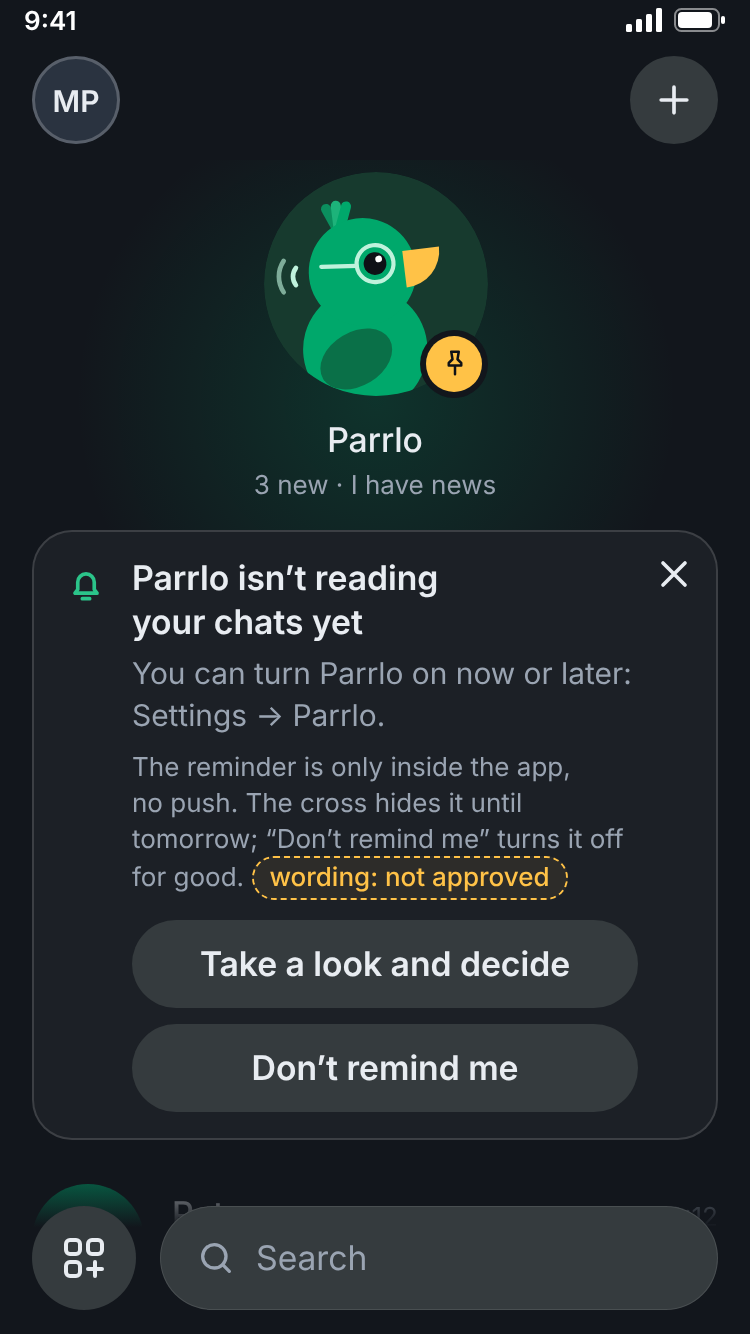 9:41
MP
Parrlo
3 new · I have news
Parrlo isn’t reading
your chats yet
You can turn Parrlo on now or later:
Settings → Parrlo.
The reminder is only inside the app,
no push. The cross hides it until
tomorrow; “Don’t remind me” turns it off
for good. wording: not approved
Take a look and decide
Don’t remind me
12
Search